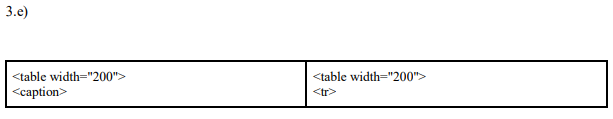 3.e)
<table width="200">
<caption>
<table width="200">
<tr>